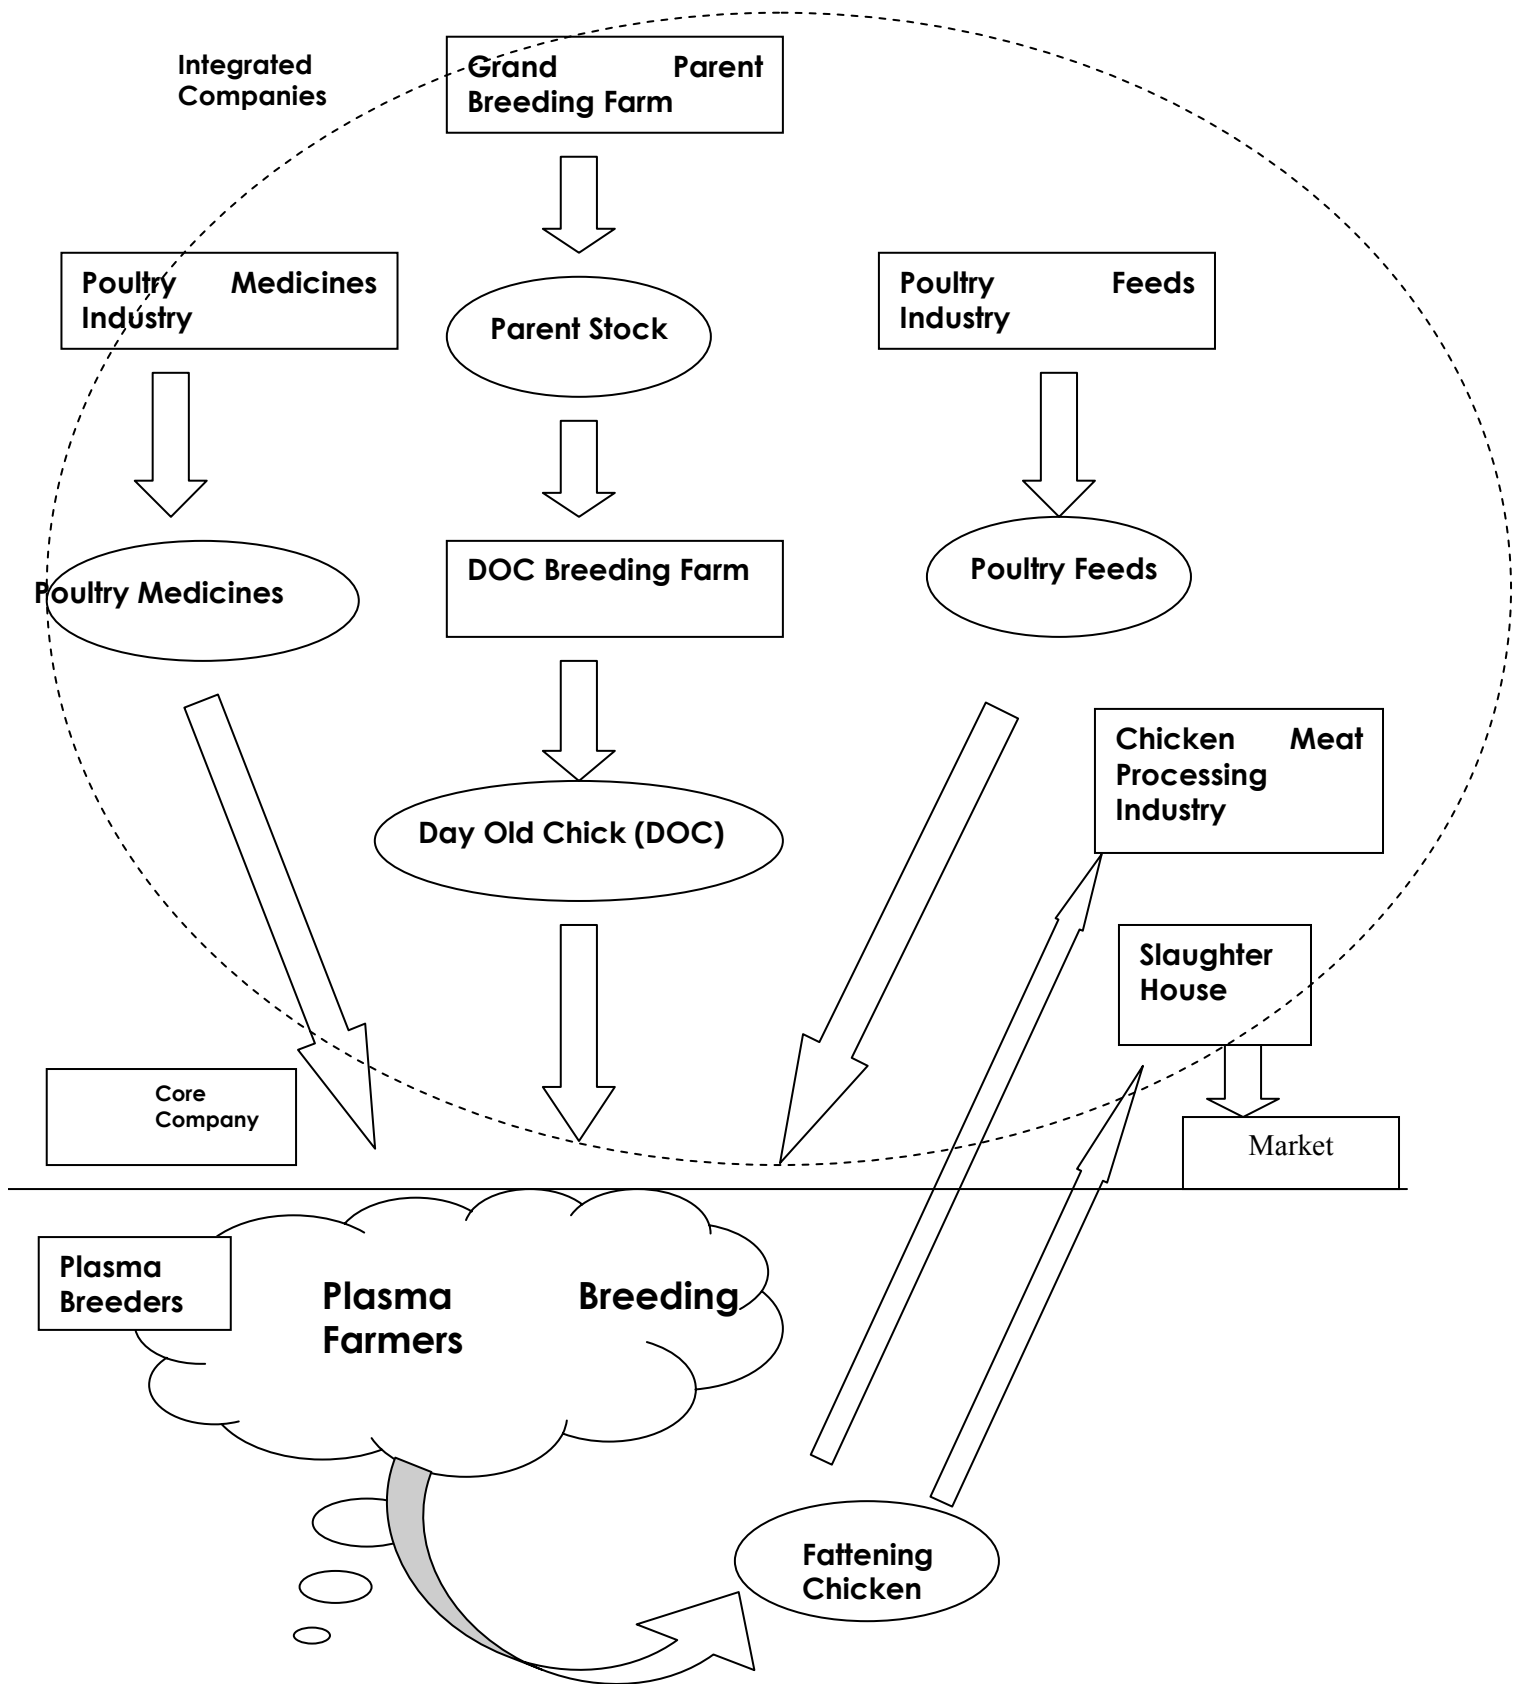 Integrated
Companies
Grand Parent
Breeding Farm
Poultry Medicines
Industry
Parent Stock
Poultry Feeds
Industry
Poultry Medicines
DOC Breeding Farm
Poultry Feeds
Chicken Meat
Processing
Industry
Day Old Chick (DOC)
Slaughter
House
Core
Company
Market
Plasma
Breeders
Plasma Breeding
Farmers
Fattening
Chicken